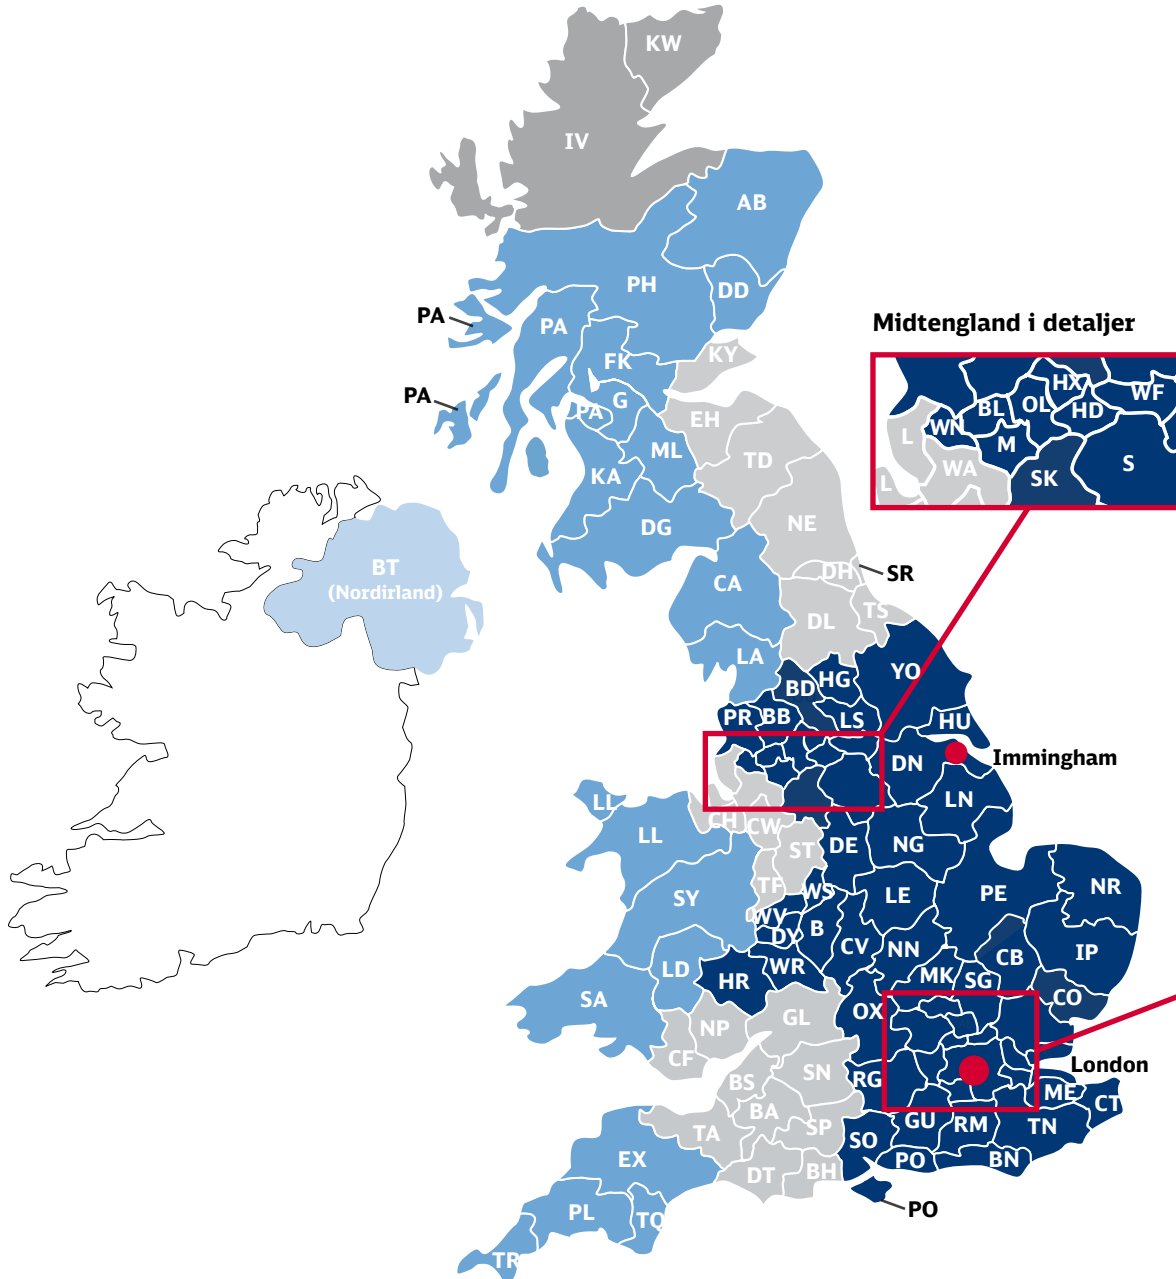 KW
IV
AB
PH
DD
PA
PA
Midtengland i detaljer
KY
FK
PA
G
PA
EH
HX
WF
BL
OL
HD
WN
L
M
WA
S
SK
L
ML
TD
KA
NE
DG
BT
(Nordirland)
DH
SR
CA
TS
DL
LA
YO
HG
BD
PR
BB
LS
HU
DN
Immingham
LN
LL
CH
CW
LL
ST
DE
NG
TF
WS
LE
PE
NR
SY
WV
B
DY
CV
NN
IP
CB
LD
WR
HR
MK
SG
SA
CO
OX
GL
NP
CF
London
SN
RG
BS
ME
CT
BA
SP
GU
RM
TN
TA
SO
EX
PO
BN
BH
DT
PO
PL
TQ
TR